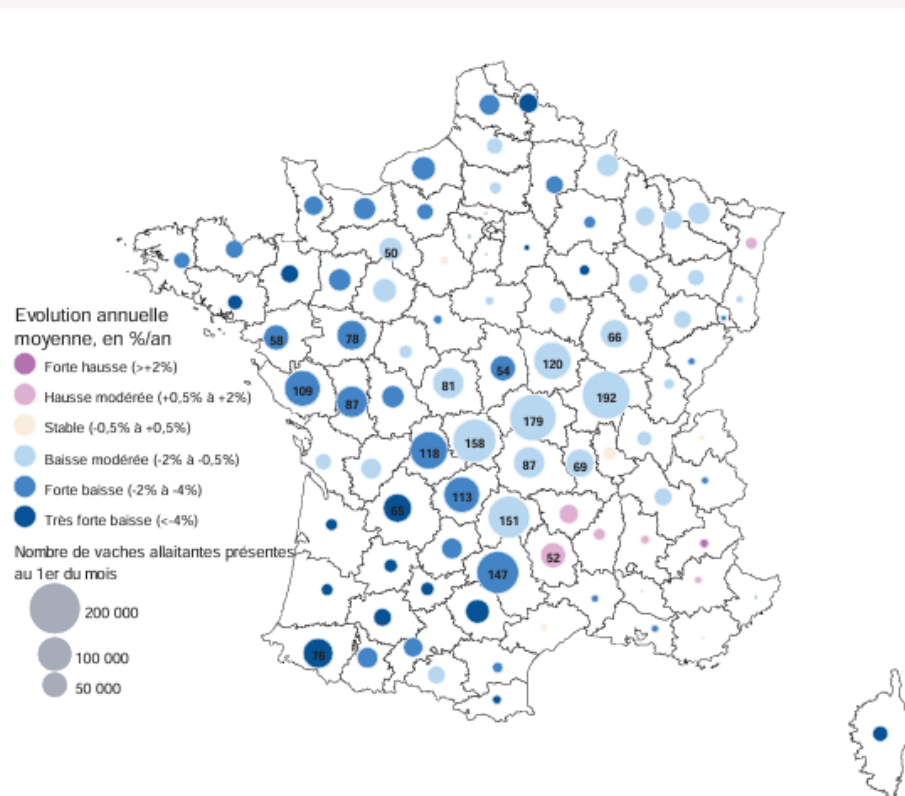 50
Evolution annuelle
moyenne, en %/an
Forte hausse (>+2%)
Hausse modérée (+0,5% à +2%)
Stable (-0,5% à +0,5%)
Baisse modérée (-2% à -0,5%)
Forte baisse (-2% à -4%)
Très forte baisse (<-4%)
Nombre de vaches allaitantes présentes
au 1er du mois
200 000
100 000
50 000
58
78
66
120
54
81
109
87
192
179
158
118
87
69
113
65
151
52
147
76